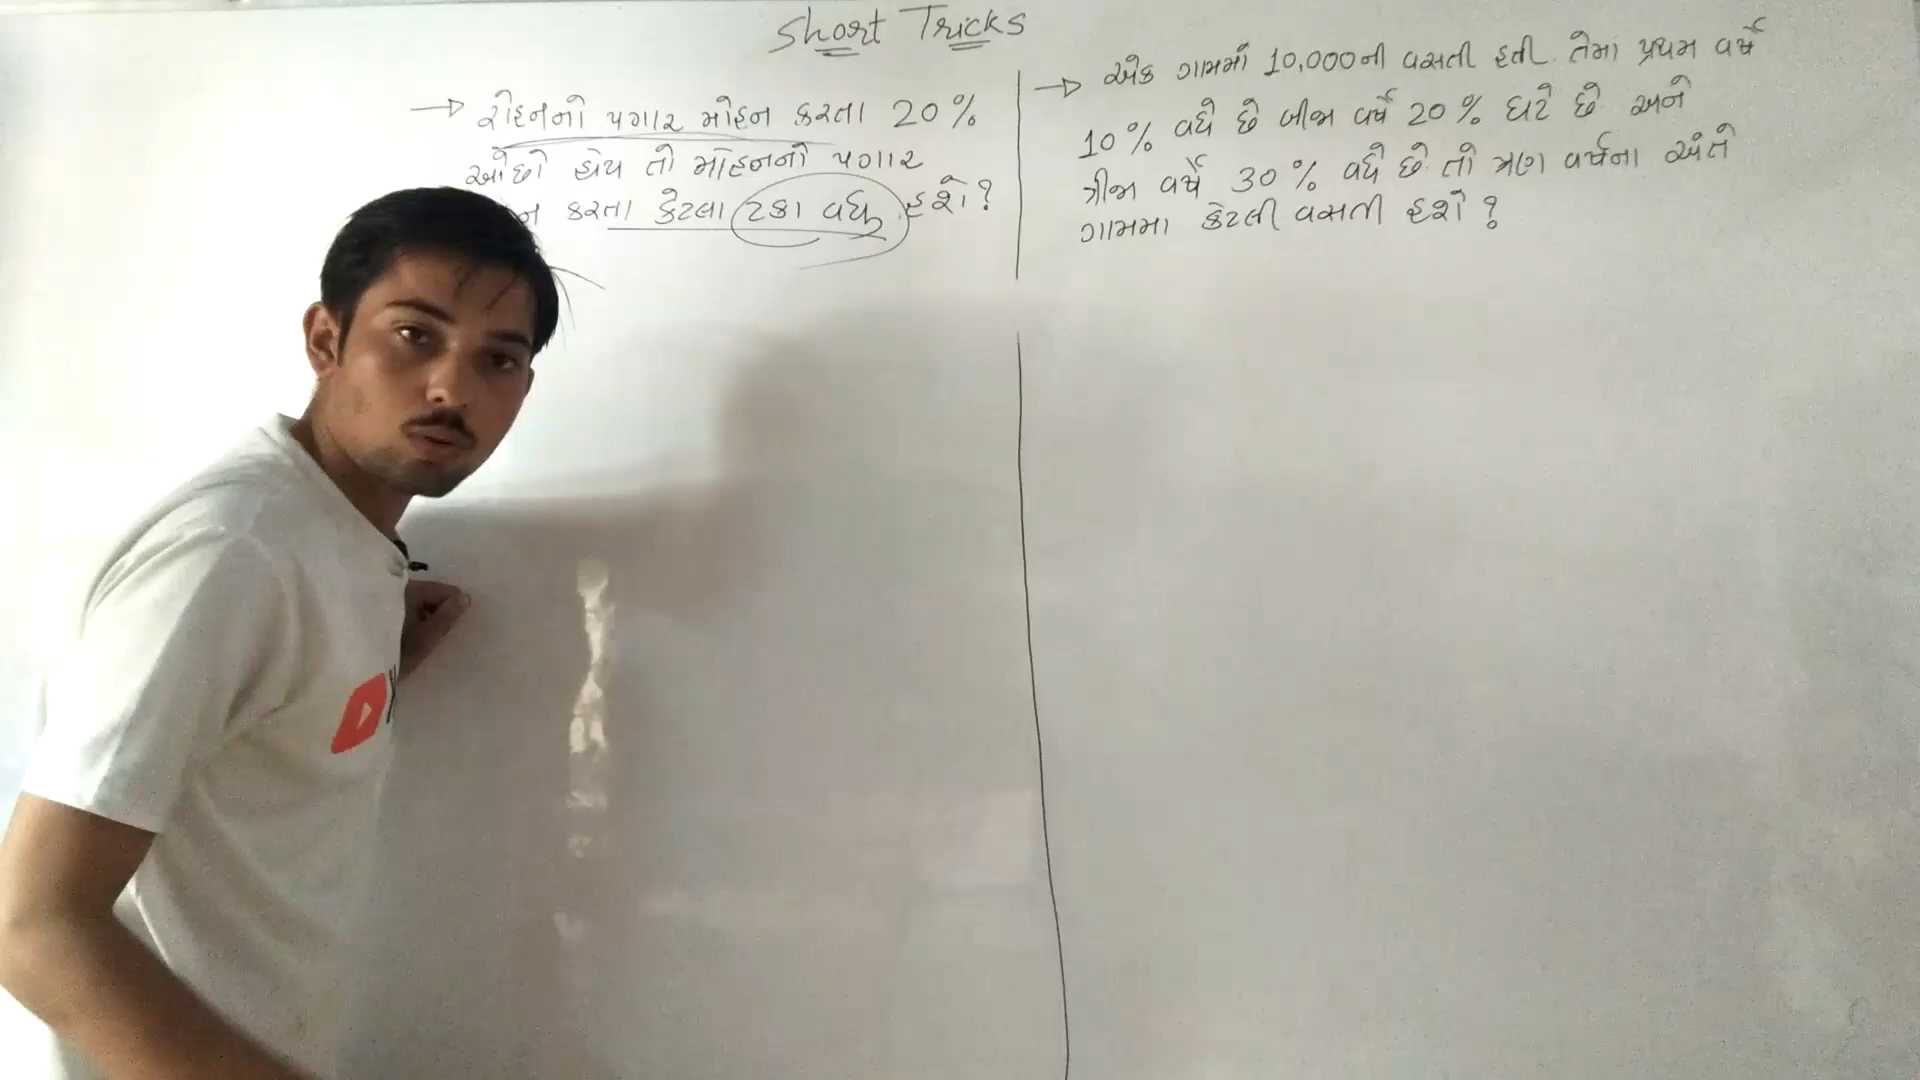 Short Tricks
→ રોહનનો પગાર મોહન કરતા 20%
ઓછો હોય તો મોહનનો પગાર
ન કરતા કેટલા ટકા વધુ હશે?
→ એક ગામમાં 10,000ની વસતી હતી. તેમા પ્રથમ વર્ષે
10% વધે છે બીજા વર્ષે 20% ઘટે છે અને
ત્રીજા વર્ષે 30% વધે છે તો ત્રણ વર્ષના અંતે
ગામમા કેટલી વસતી હશે?